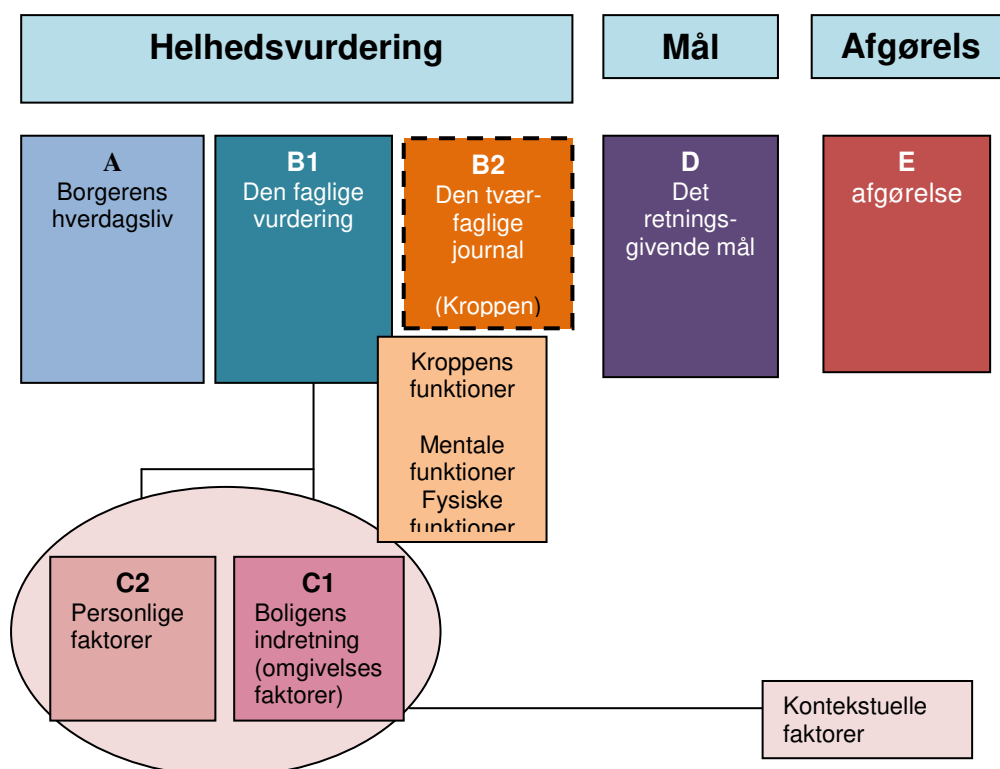 Helhedsvurdering
Mål
Afgørels
A
Borgerens
hverdagsliv
B1
Den faglige
vurdering
B2
Den tvær-
faglige
journal
(Kroppen)
D
Det
retnings-
givende mål
E
afgørelse
Kroppens
funktioner
Mentale
funktioner
Fysiske
funktioner
C2
Personlige
faktorer
C1
Boligens
indretning
(omgivelses
faktorer)
Kontekstuelle
faktorer